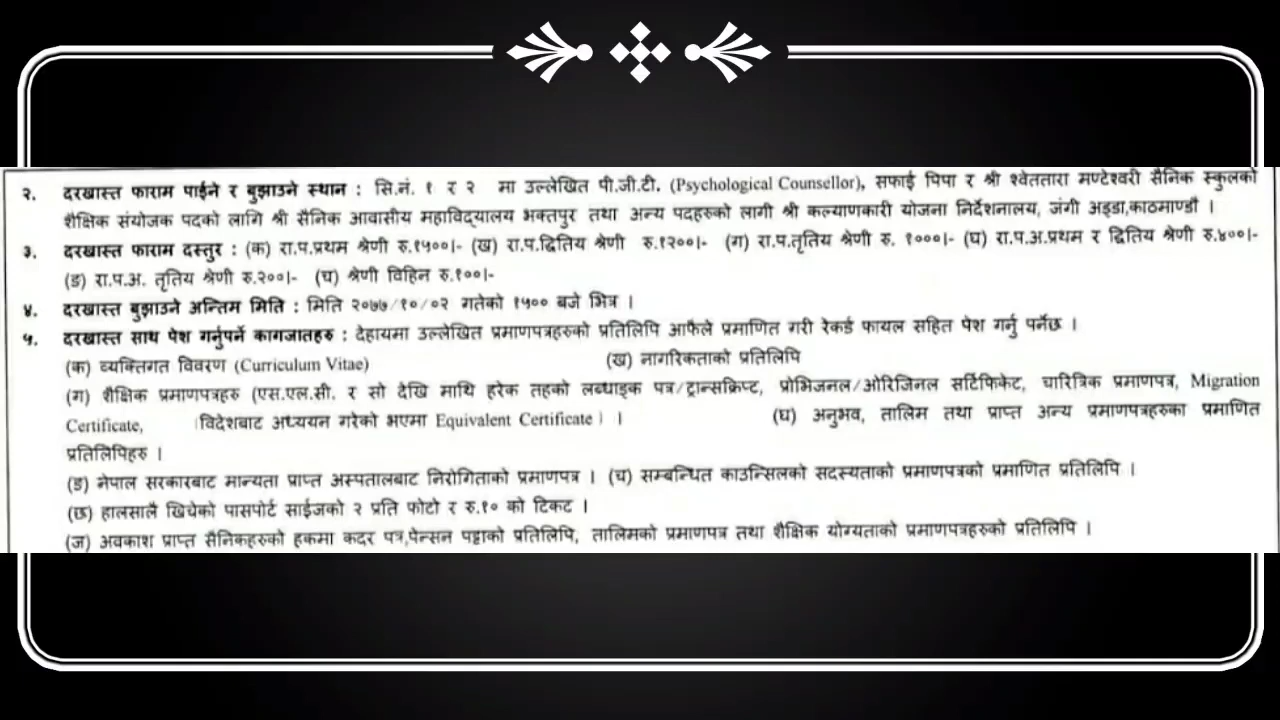 २. दरखास्त फाराम पाईने र बुझाउने स्थान : सि.नं. १ र २ मा उल्लेखित पी.जी.टी. (Psychological Counsellor), सफाई पिपा र श्री श्वेततारा मण्टेश्वरी सैनिक स्कुलको
शैक्षिक संयोजक पदको लागि श्री सैनिक आवासीय महाविद्यालय भक्तपुर तथा अन्य पदहरुको लागी श्री कल्याणकारी योजना निर्देशनालय, जंगी अड्डा,काठमाण्डौ ।
३. दरखास्त फाराम दस्तुर : (क) रा.प.प्रथम श्रेणी रु.१५००।- (ख) रा.प.द्धितिय श्रेणी रु.१२००।- (ग) रा.प.तृतिय श्रेणी रु. १०००।- (घ) रा.प.अ.प्रथम र द्धितिय श्रेणी रु.४००।-
(ङ) रा.प.अ. तृतिय श्रेणी रु.२००।- (च) श्रेणी विहिन रु.१००।-
४. दरखास्त बुझाउने अन्तिम मिति : मिति २०७७/१०/०२ गतेको १५०० बजे भित्र ।
५. दरखास्त साथ पेश गर्नुपर्ने कागजातहरु : देहायमा उल्लेखित प्रमाणपत्रहरुको प्रतिलिपि आफैले प्रमाणित गरी रेकर्ड फायल सहित पेश गर्नु पर्नेछ ।
(क) व्यक्तिगत विवरण (Curriculum Vitae) (ख) नागरिकताको प्रतिलिपि
(ग) शैक्षिक प्रमाणपत्रहरु (एस.एल.सी. र सो देखि माथि हरेक तहको लब्धाङ्क पत्र/ट्रान्सक्रिप्ट, प्रोभिजनल/ओरिजिनल सर्टिफिकेट, चारित्रिक प्रमाणपत्र, Migration
Certificate, ।विदेशबाट अध्ययन गरेको भएमा Equivalent Certificate। । (घ) अनुभव, तालिम तथा प्राप्त अन्य प्रमाणपत्रहरुका प्रमाणित
प्रतिलिपिहरु ।
(ङ) नेपाल सरकारबाट मान्यता प्राप्त अस्पतालबाट निरोगिताको प्रमाणपत्र । (च) सम्बन्धित काउन्सिलको सदस्यताको प्रमाणपत्रको प्रमाणित प्रतिलिपि ।
(छ) हालसालै खिचेको पासपोर्ट साईजको २ प्रति फोटो र रु.१० को टिकट ।
(ज) अवकाश प्राप्त सैनिकहरुको हकमा कदर पत्र,पेन्सन पट्टाको प्रतिलिपि, तालिमको प्रमाणपत्र तथा शैक्षिक योग्यताको प्रमाणपत्रहरुको प्रतिलिपि ।